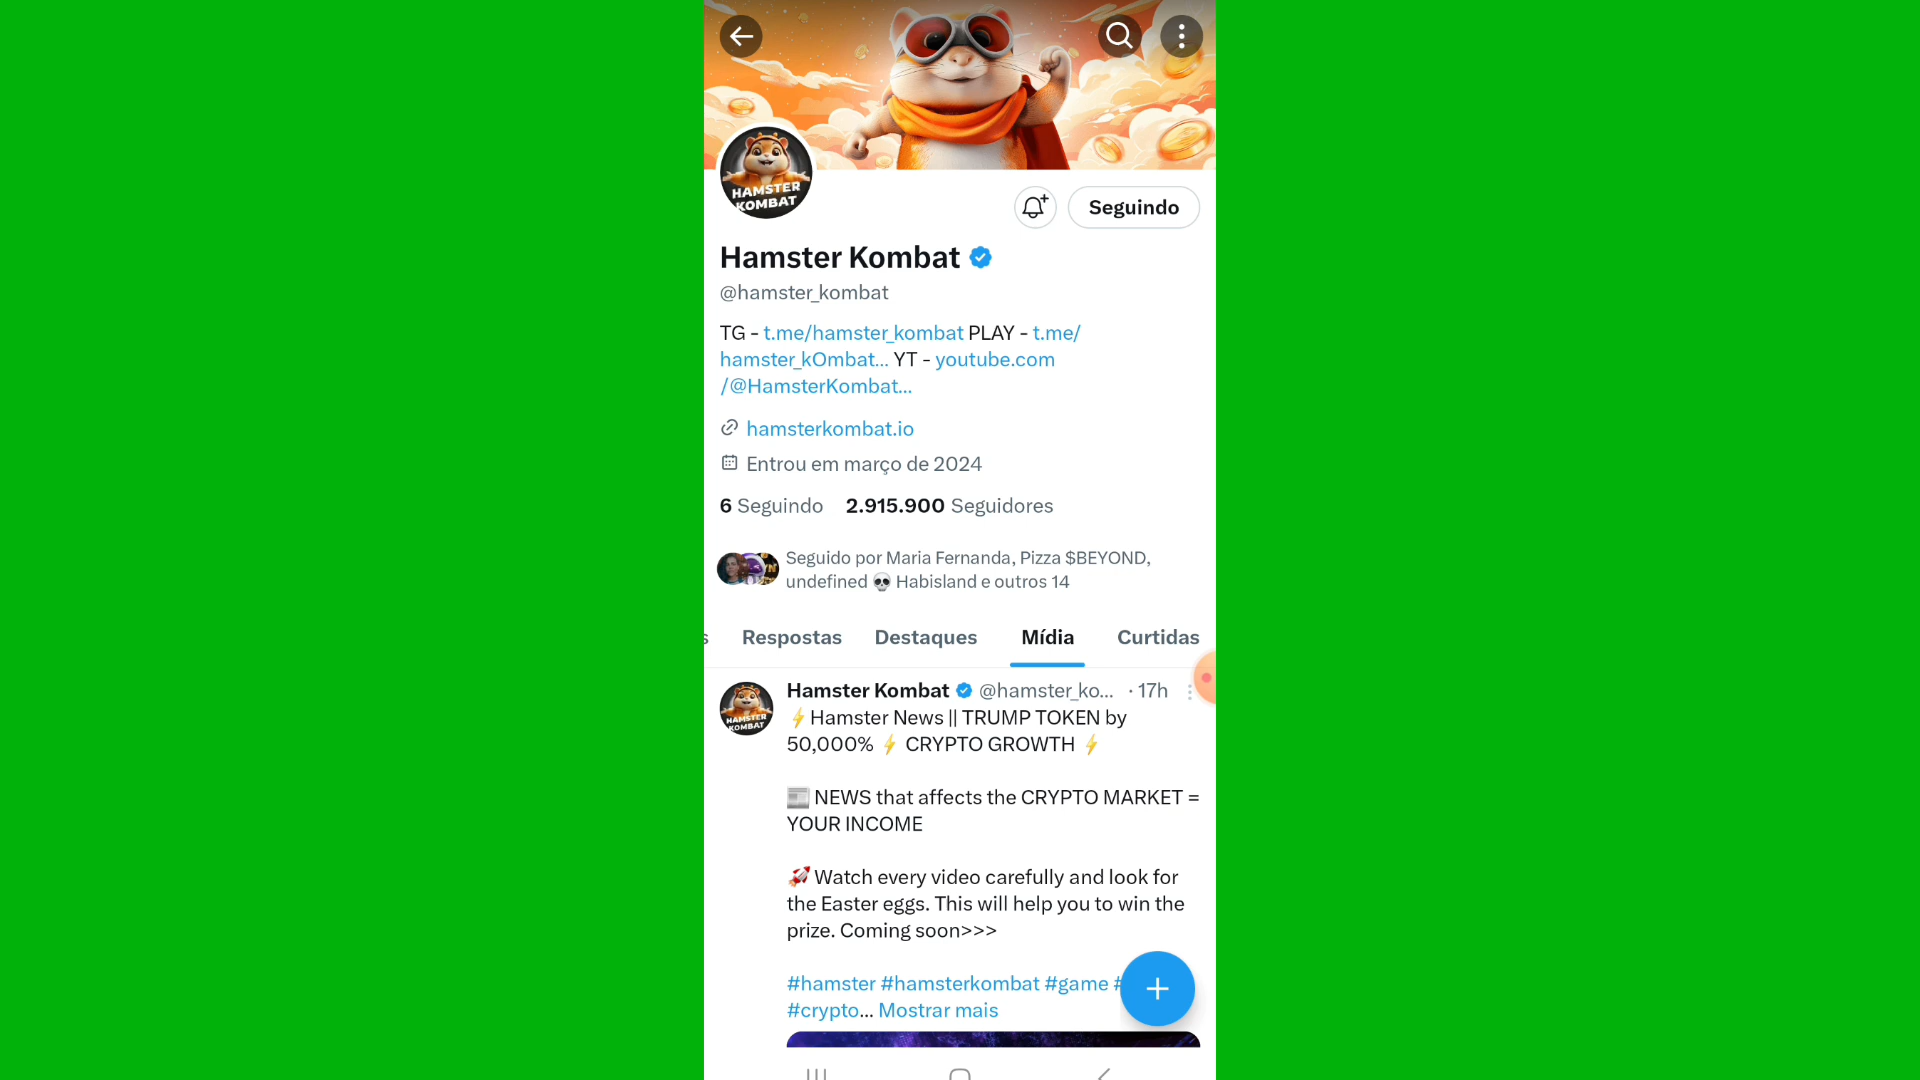 HAMSTER
KOMBAT
Seguindo
Hamster Kombat
@hamster_kombat
TG - t.me/hamster_kombat PLAY - t.me/
hamster_kOmbat... YT - youtube.com
/@HamsterKombat...
hamsterkombat.io
Entrou em março de 2024
6 Seguindo 2.915.900 Seguidores
Seguido por Maria Fernanda, Pizza $BEYOND,
undefined 💀 Habisland e outros 14
s Respostas Destaques Mídia Curtidas
HAMSTER
KOMBAT
Hamster Kombat @hamster_ko... · 17h
⚡Hamster News || TRUMP TOKEN by
50,000% ⚡ CRYPTO GROWTH ⚡
📰 NEWS that affects the CRYPTO MARKET =
YOUR INCOME
🚀 Watch every video carefully and look for
the Easter eggs. This will help you to win the
prize. Coming soon>>>
#hamster #hamsterkombat #game #
#crypto... Mostrar mais